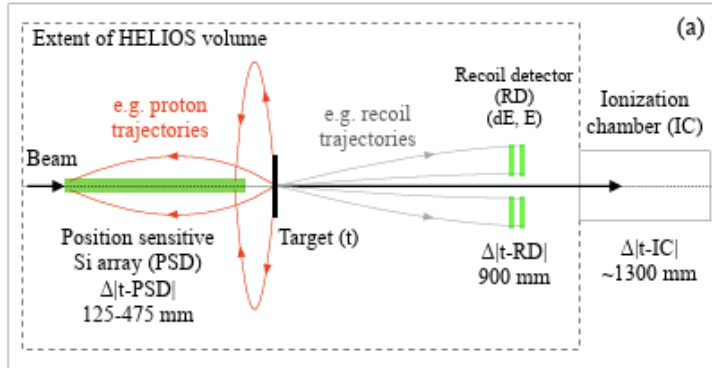 (a)
Extent of HELIOS volume
Recoil detector
(RD)
(dE, E)
Ionization
chamber (IC)
e.g. proton
trajectories
e.g. recoil
trajectories
Beam
Position sensitive
Si array (PSD)
Δ|t-PSD|
125-475 mm
Target (t)
Δ|t-RD|
900 mm
Δ|t-IC|
~1300 mm